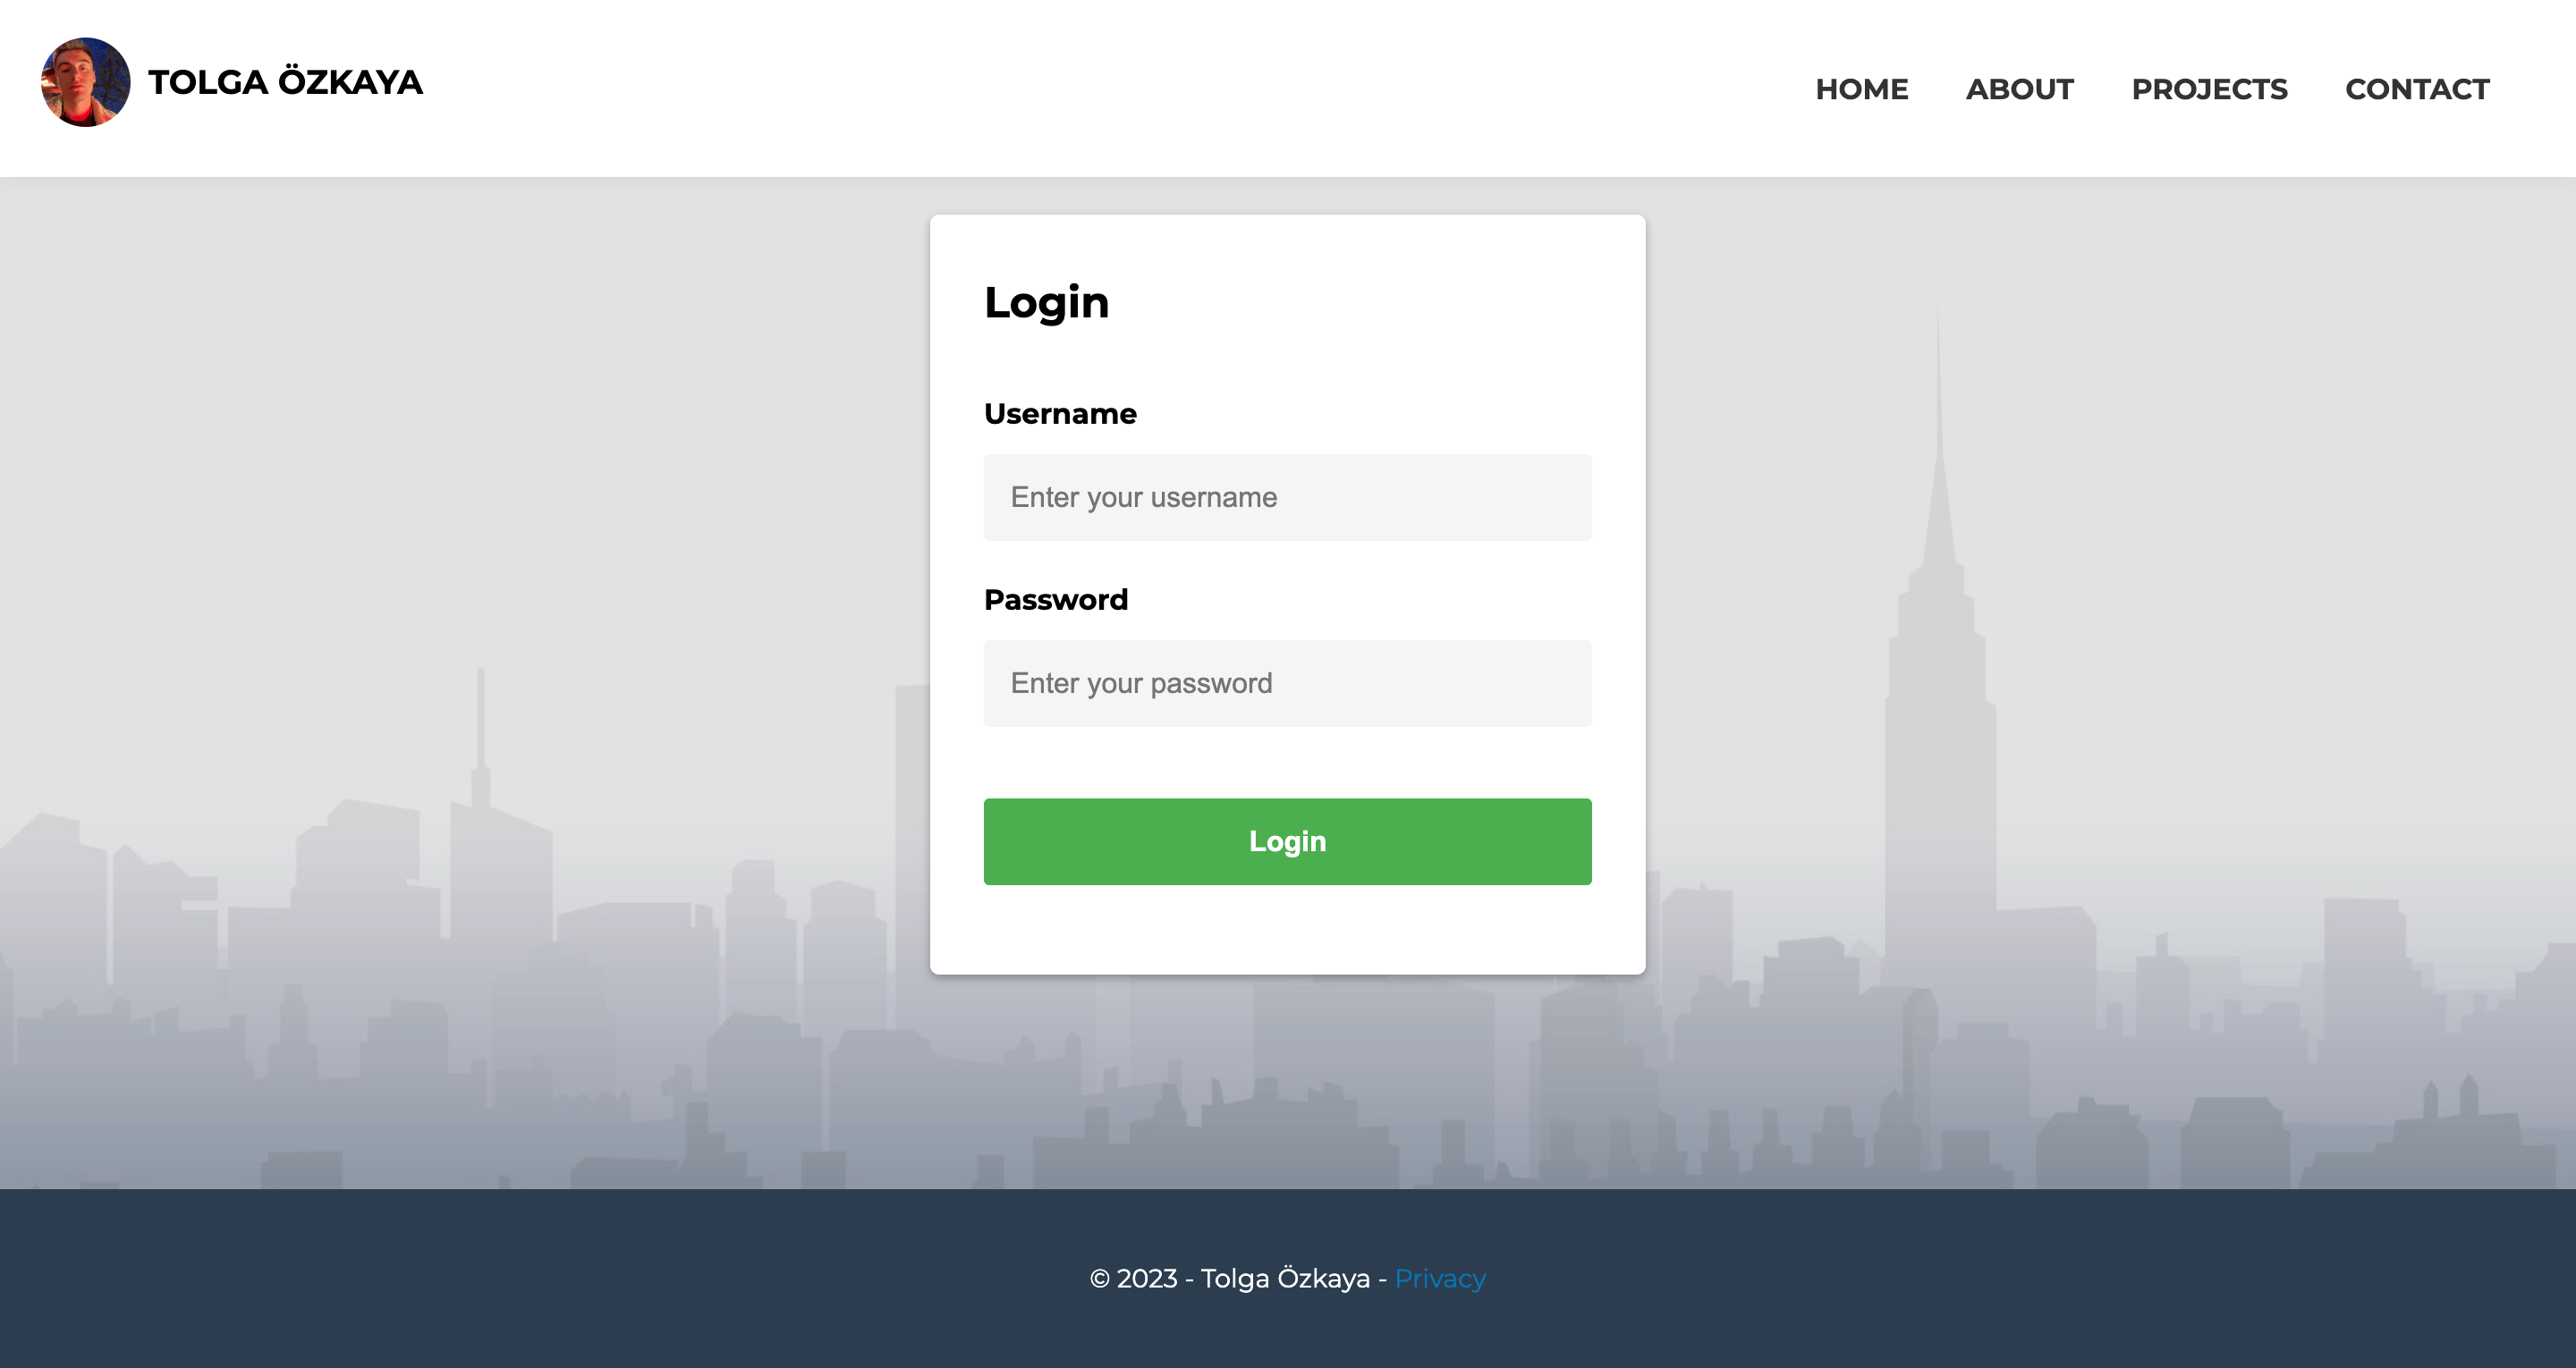 TOLGA ÖZKAYA
HOME ABOUT PROJECTS CONTACT
Login
Username
Enter your username
Password
Enter your password
Login
© 2023 - Tolga Özkaya - Privacy